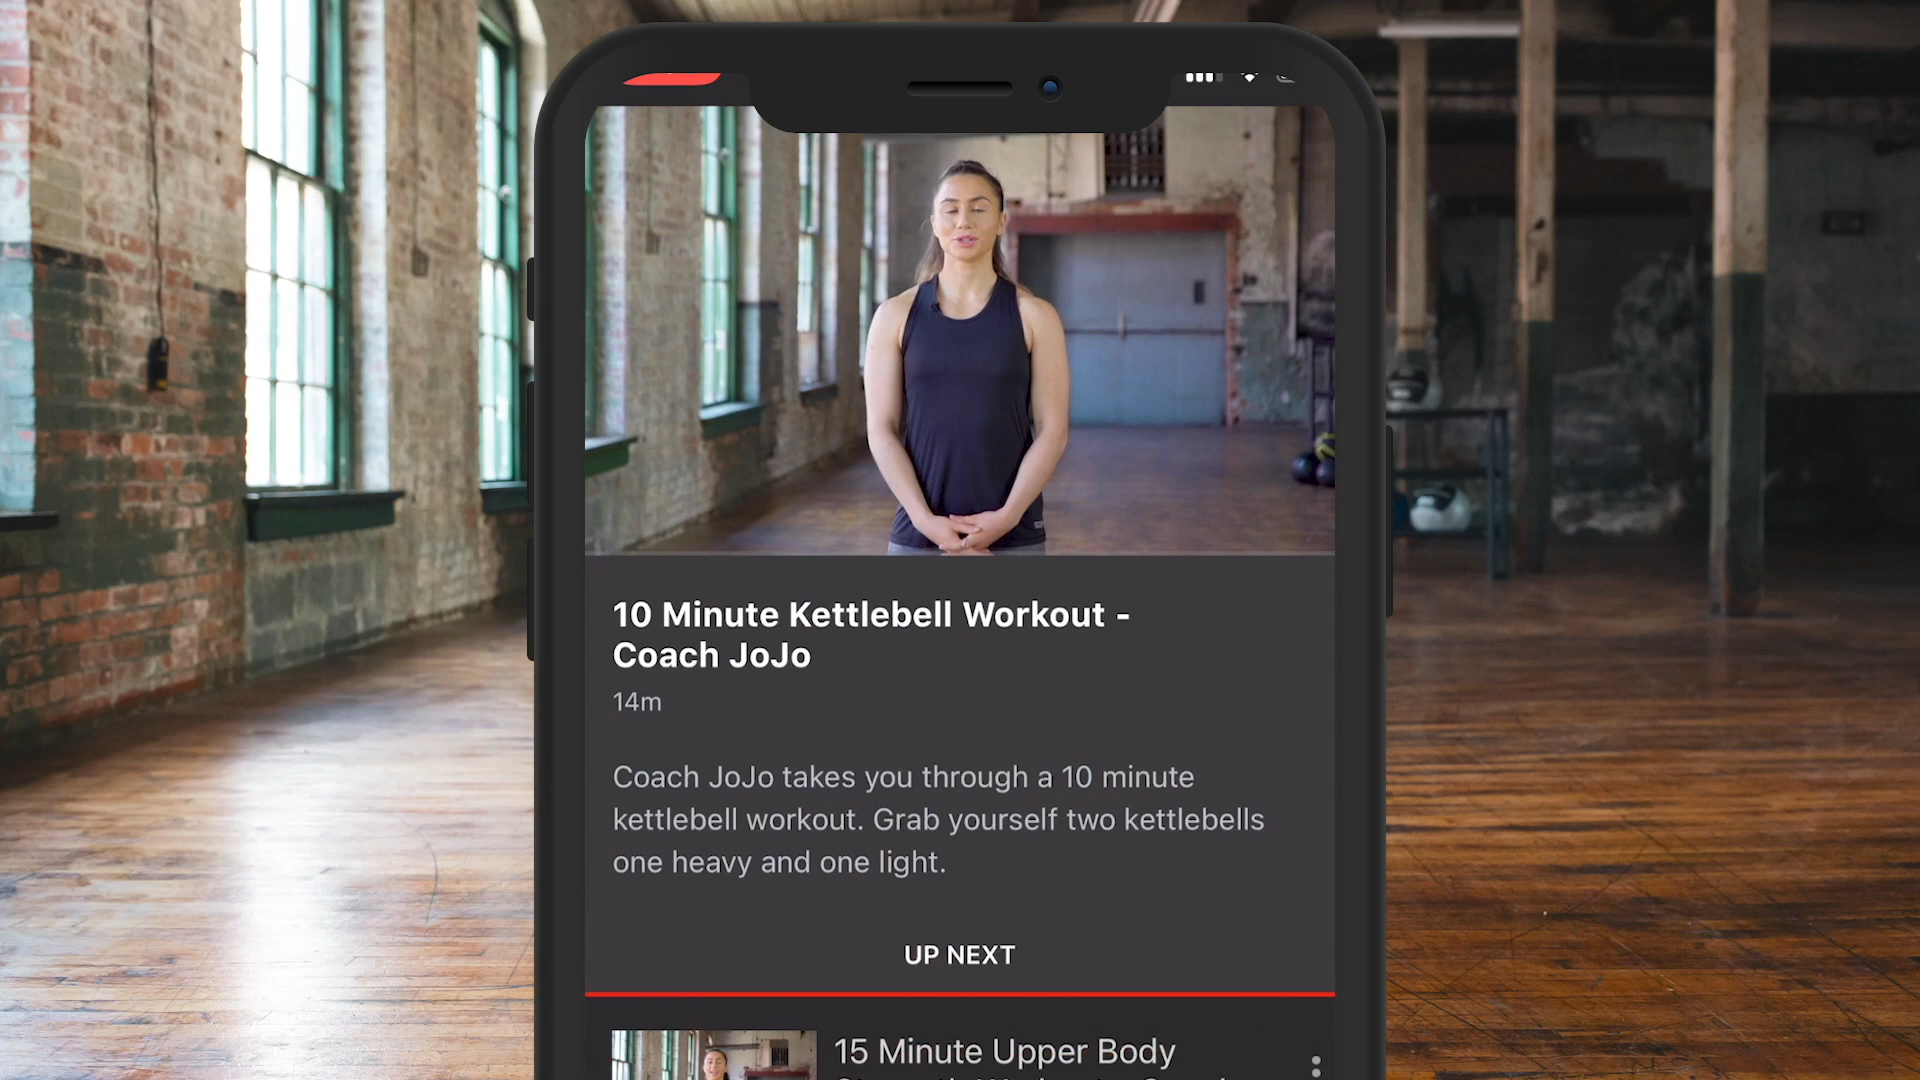 10 Minute Kettlebell Workout -
Coach JoJo
14m
Coach JoJo takes you through a 10 minute
kettlebell workout. Grab yourself two kettlebells
one heavy and one light.
UP NEXT
15 Minute Upper Body